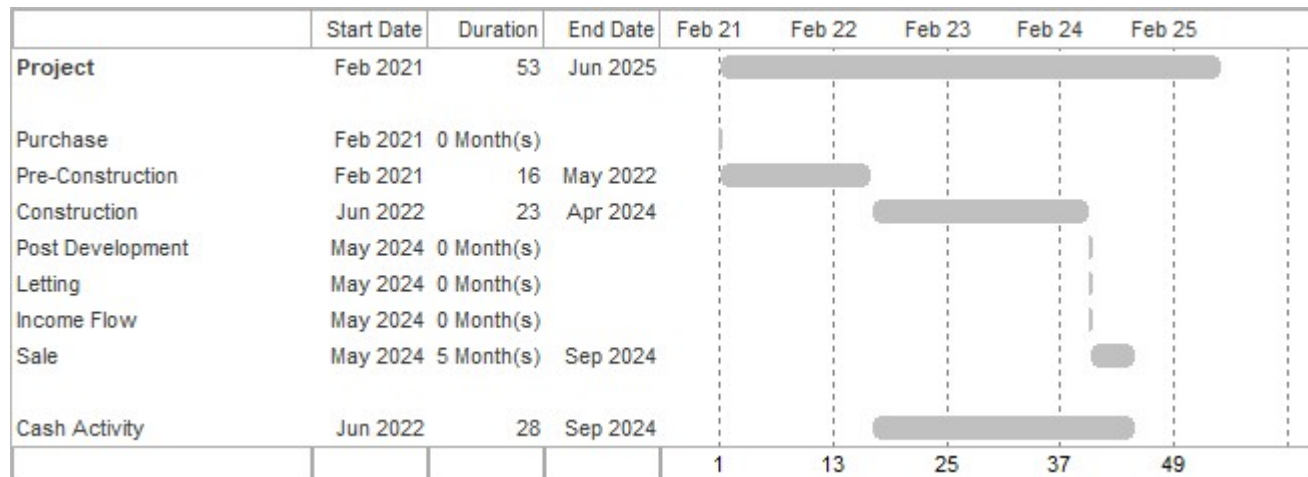 Start Date Duration End Date Feb 21 Feb 22 Feb 23 Feb 24 Feb 25
Project Feb 2021 53 Jun 2025
Purchase Feb 2021 0 Month(s)
Pre-Construction Feb 2021 16 May 2022
Construction Jun 2022 23 Apr 2024
Post Development May 2024 0 Month(s)
Letting May 2024 0 Month(s)
Income Flow May 2024 0 Month(s)
Sale May 2024 5 Month(s) Sep 2024
Cash Activity Jun 2022 28 Sep 2024
1 13 25 37 49